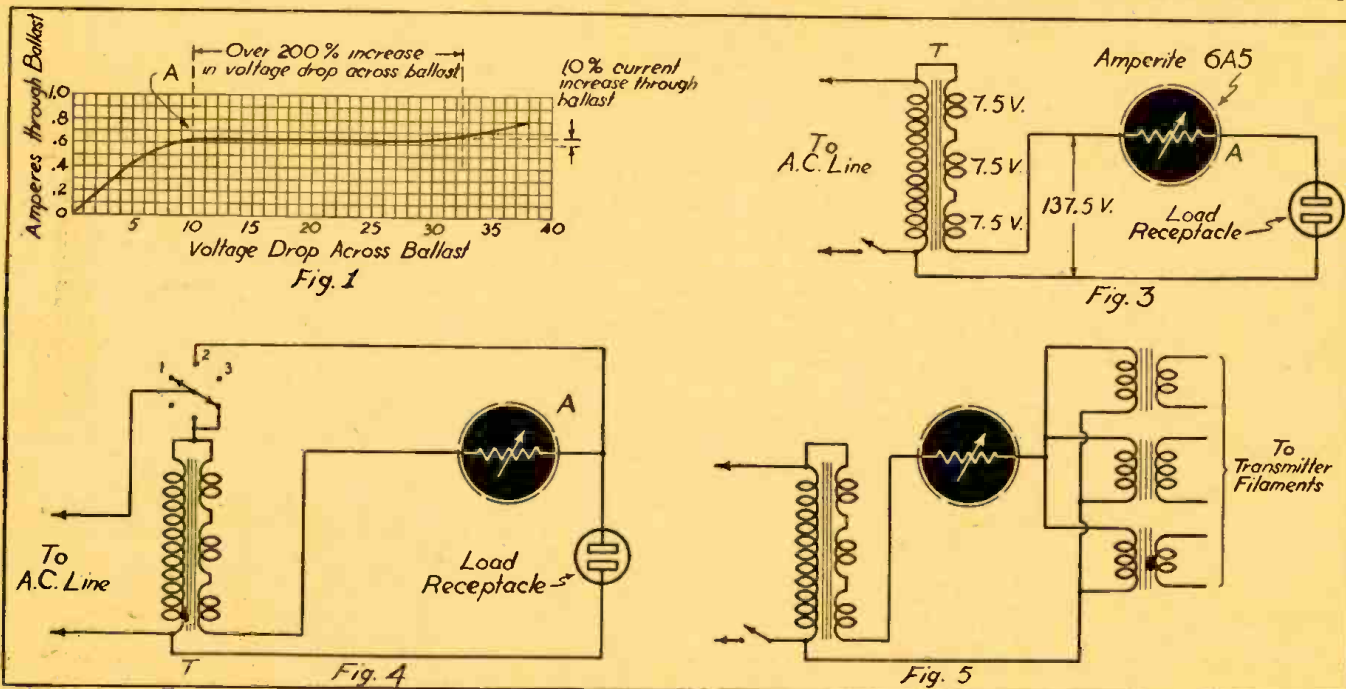 Over 200% increase
in voltage drop across ballast
A
10% current
increase through
ballast
Amperes through Ballast
1.0
.8
.6
.4
.2
0
5 10 15 20 25 30 35 40
Voltage Drop Across Ballast
Fig. 1
T
Amperite 6A5
7.5 V.
To
A.C. Line
7.5 V.
A
137.5 V.
7.5 V.
Load
Receptacle
Fig. 3
1 2 3
A
To
A.C. Line
Load
Receptacle
T
Fig. 4
To
Transmitter
Filaments
Fig. 5